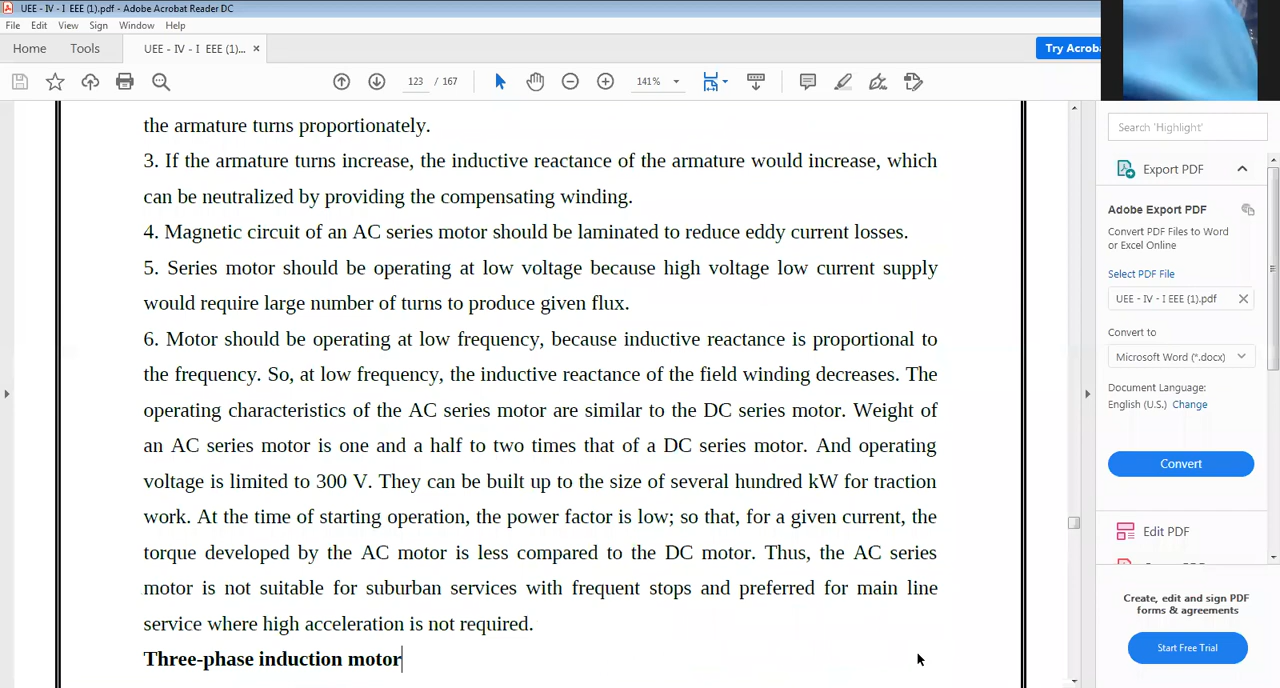 UEE - IV - I EEE (1).pdf - Adobe Acrobat Reader DC
File Edit View Sign Window Help
Home Tools UEE - IV - I EEE (1)... ×
Try Acroba
123 / 167 141%
the armature turns proportionately.
3. If the armature turns increase, the inductive reactance of the armature would increase, which
can be neutralized by providing the compensating winding.
4. Magnetic circuit of an AC series motor should be laminated to reduce eddy current losses.
5. Series motor should be operating at low voltage because high voltage low current supply
would require large number of turns to produce given flux.
6. Motor should be operating at low frequency, because inductive reactance is proportional to
the frequency. So, at low frequency, the inductive reactance of the field winding decreases. The
operating characteristics of the AC series motor are similar to the DC series motor. Weight of
an AC series motor is one and a half to two times that of a DC series motor. And operating
voltage is limited to 300 V. They can be built up to the size of several hundred kW for traction
work. At the time of starting operation, the power factor is low; so that, for a given current, the
torque developed by the AC motor is less compared to the DC motor. Thus, the AC series
motor is not suitable for suburban services with frequent stops and preferred for main line
service where high acceleration is not required.
Three-phase induction motor
Search 'Highlight'
Export PDF
Adobe Export PDF
Convert PDF Files to Word
or Excel Online
Select PDF File
UEE - IV - I EEE (1).pdf
Convert to
Microsoft Word (*.docx)
Document Language:
English (U.S.) Change
Convert
Edit PDF
Create, edit and sign PDF
forms & agreements
Start Free Trial